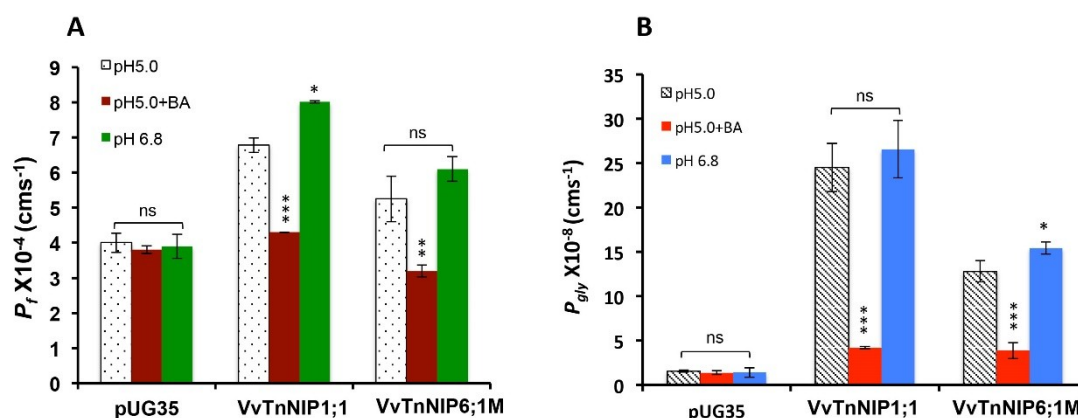 A
9
8
7
6
5
4
3
2
1
0
P_f X10^-4 (cms^-1)
pH5.0
pH5.0+BA
pH 6.8
ns
***
*
ns
**
pUG35
VvTnNIP1;1
VvTnNIP6;1M
B
35
30
25
20
15
10
5
0
P_gly X10^-8 (cms^-1)
pH5.0
pH5.0+BA
pH 6.8
ns
ns
***
***
*
pUG35
VvTnNIP1;1
VvTnNIP6;1M